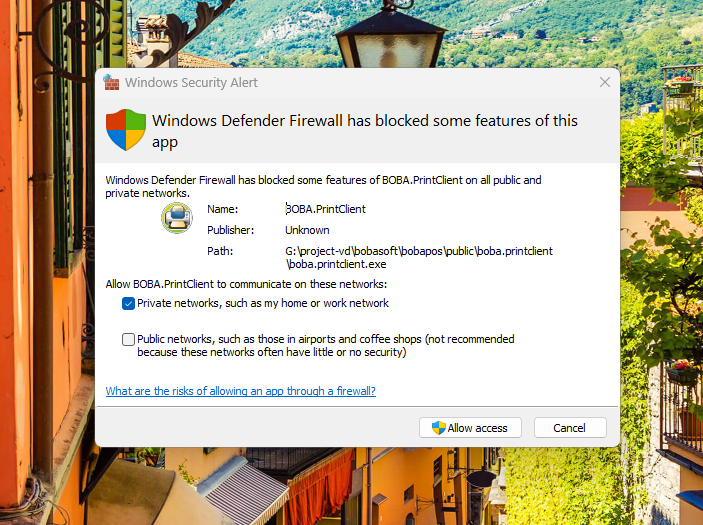 Windows Security Alert
Windows Defender Firewall has blocked some features of this
app
Windows Defender Firewall has blocked some features of BOBA.PrintClient on all public and
private networks.
Name: BOBA.PrintClient
Publisher: Unknown
Path: G:\project-vd\bobasoft\bobapos\public\boba.printclient
\boba.printclient.exe
Allow BOBA.PrintClient to communicate on these networks:
Private networks, such as my home or work network
Public networks, such as those in airports and coffee shops (not recommended
because these networks often have little or no security)
What are the risks of allowing an app through a firewall?
Allow access
Cancel